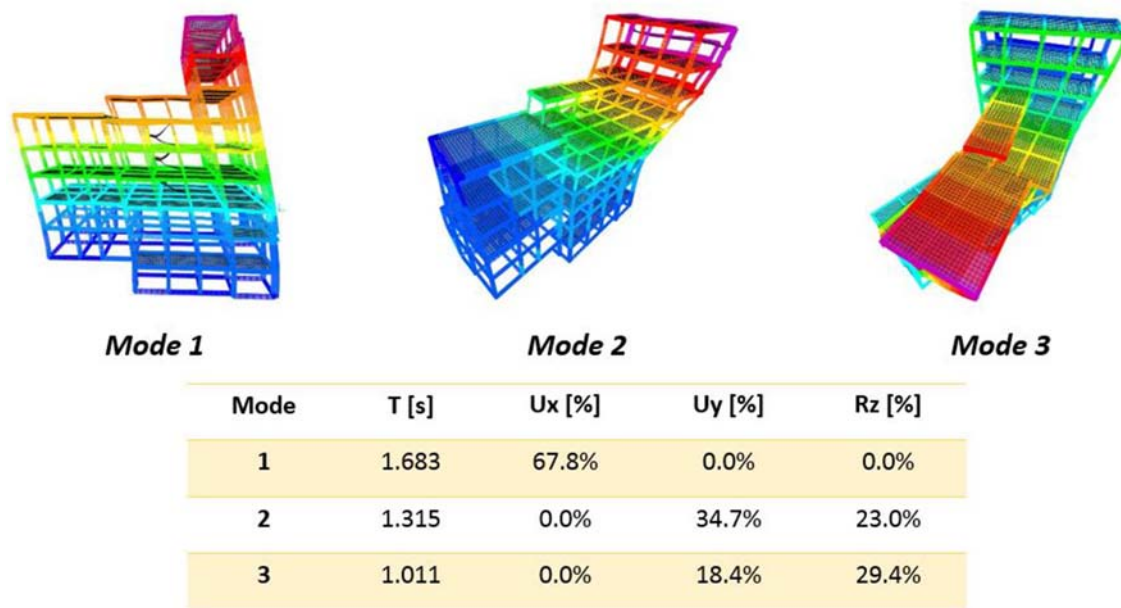 Mode 1 Mode 2 Mode 3
Mode T [s] Ux [%] Uy [%] Rz [%]
1 1.683 67.8% 0.0% 0.0%
2 1.315 0.0% 34.7% 23.0%
3 1.011 0.0% 18.4% 29.4%